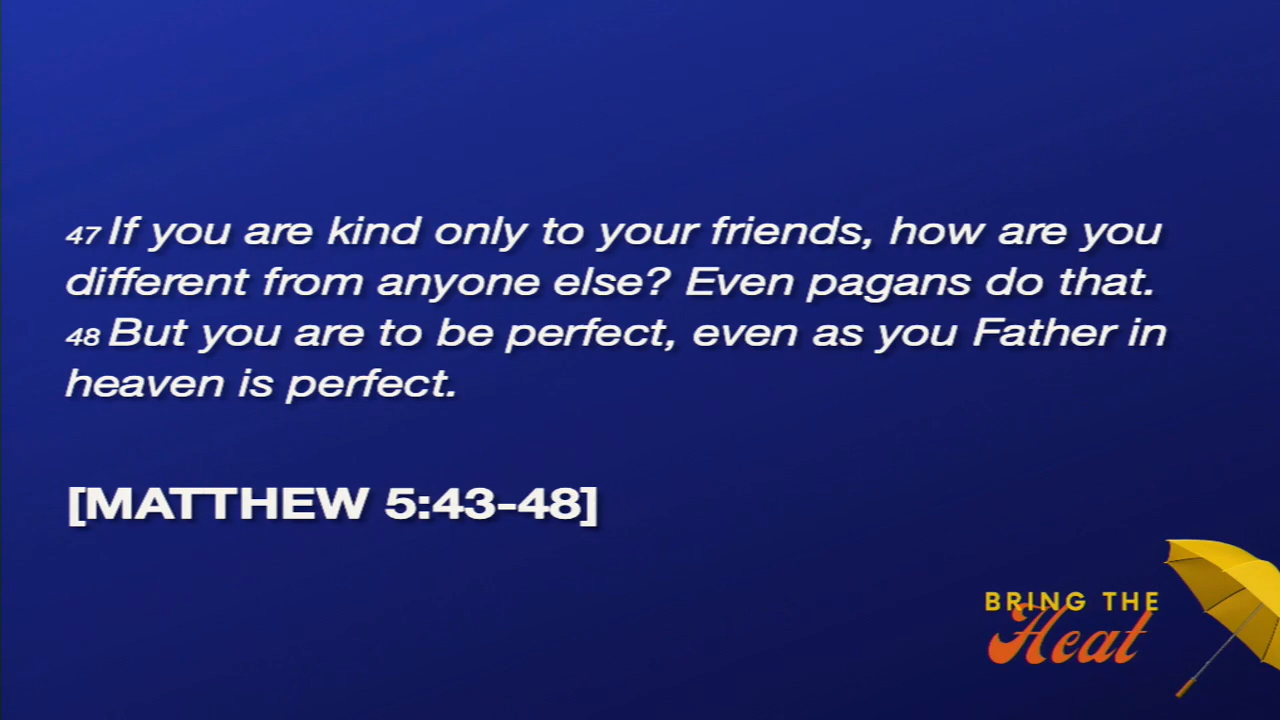 47 If you are kind only to your friends, how are you
different from anyone else? Even pagans do that.
48 But you are to be perfect, even as you Father in
heaven is perfect.
[MATTHEW 5:43-48]
BRING THE
Heat